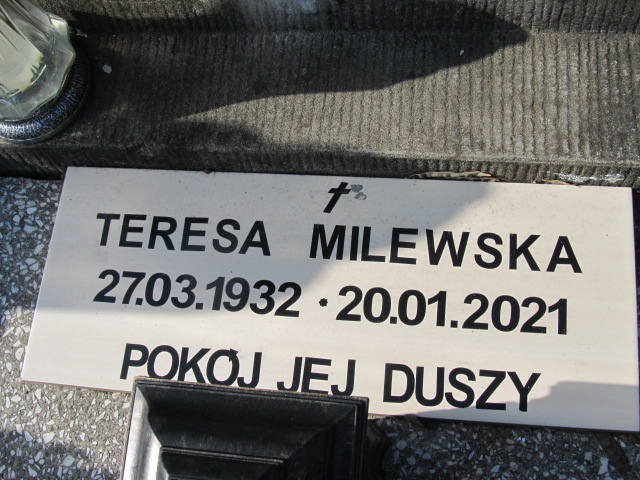 TERESA MILEWSKA
27.03.1932 • 20.01.2021
POKÓJ JEJ DUSZY